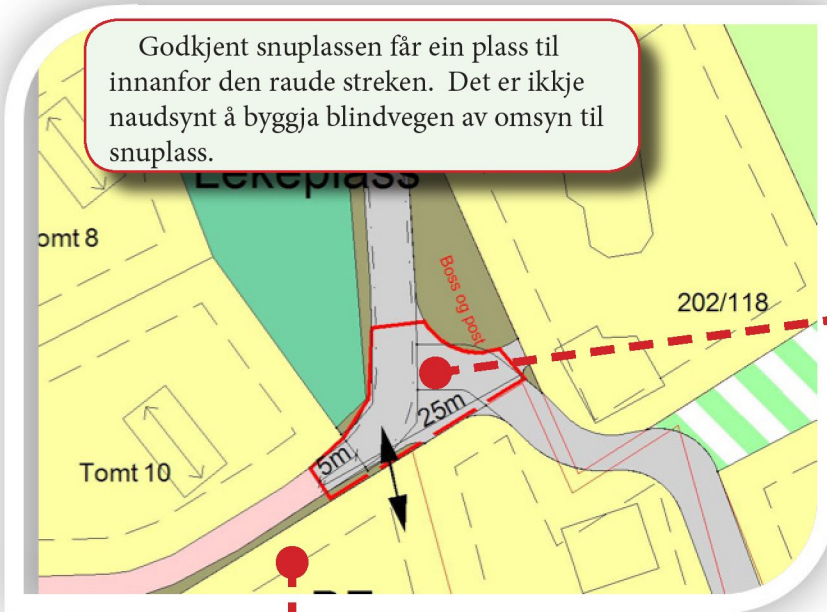 Godkjent snuplassen får ein plass til
innanfor den raude streken. Det er ikkje
naudsynt å byggja blindvegen av omsyn til
snuplass.
Lekeplass
omt 8
Boss og post
202/118
25m
5m
Tomt 10